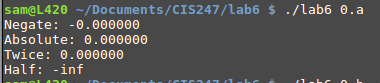 sam@L420 ~/Documents/CIS247/lab6 $ ./lab6 0.a
Negate: -0.000000
Absolute: 0.000000
Twice: 0.000000
Half: -inf